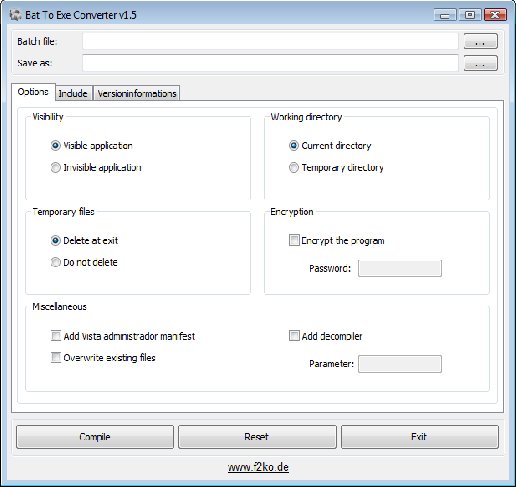 Bat To Exe Converter v1.5
Batch file:
...
Save as:
...
Options Include Versioninformations
Visibility
Visible application
Invisible application
Working directory
Current directory
Temporary directory
Temporary files
Delete at exit
Do not delete
Encryption
Encrypt the program
Password:
Miscellaneous
Add Vista administrador manifest
Overwrite existing files
Add decompiler
Parameter:
Compile Reset Exit
www.f2ko.de